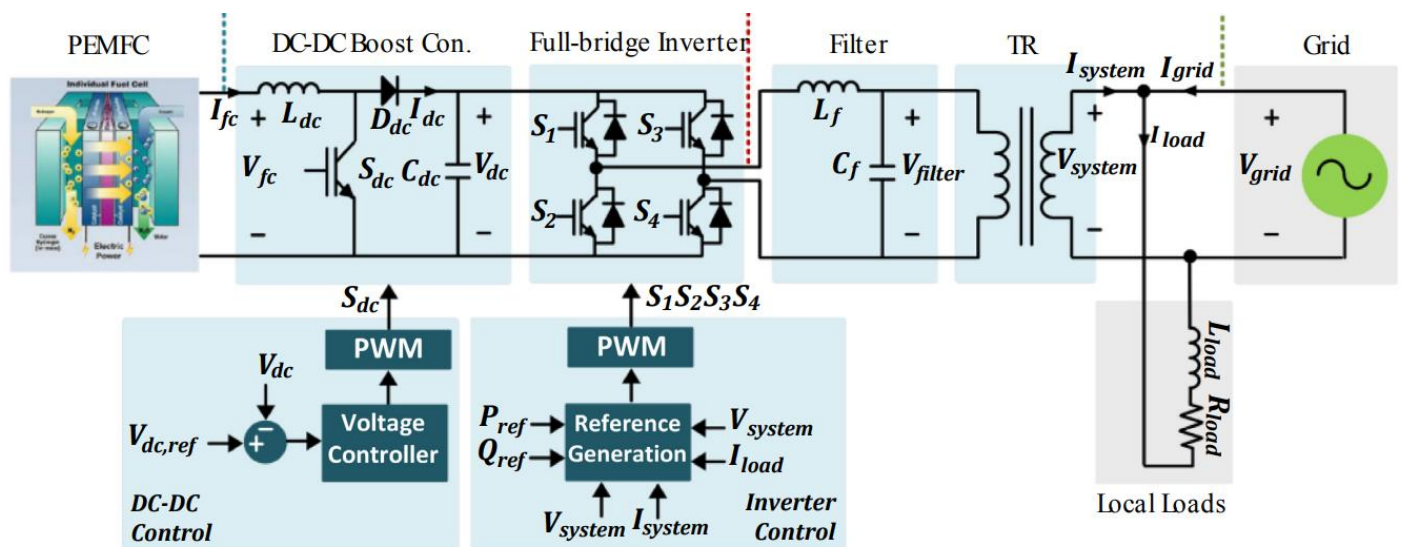 PEMFC
DC-DC Boost Con.
Full-bridge Inverter
Filter
TR
Grid
Individual Fuel Cell
Electric
Power
Water
I_fc
+
L_dc
D_dc
I_dc
V_fc
S_dc
C_dc
+
V_dc
−
−
S_1
S_3
S_2
S_4
L_f
C_f
+
V_filter
−
I_system
I_grid
+
V_system
−
I_load
+
V_grid
−
L_load
R_load
Local Loads
S_dc
PWM
V_dc
V_dc,ref
+
−
Voltage
Controller
DC-DC
Control
S_1S_2S_3S_4
PWM
P_ref
Q_ref
Reference
Generation
V_system
I_load
V_system
I_system
Inverter
Control